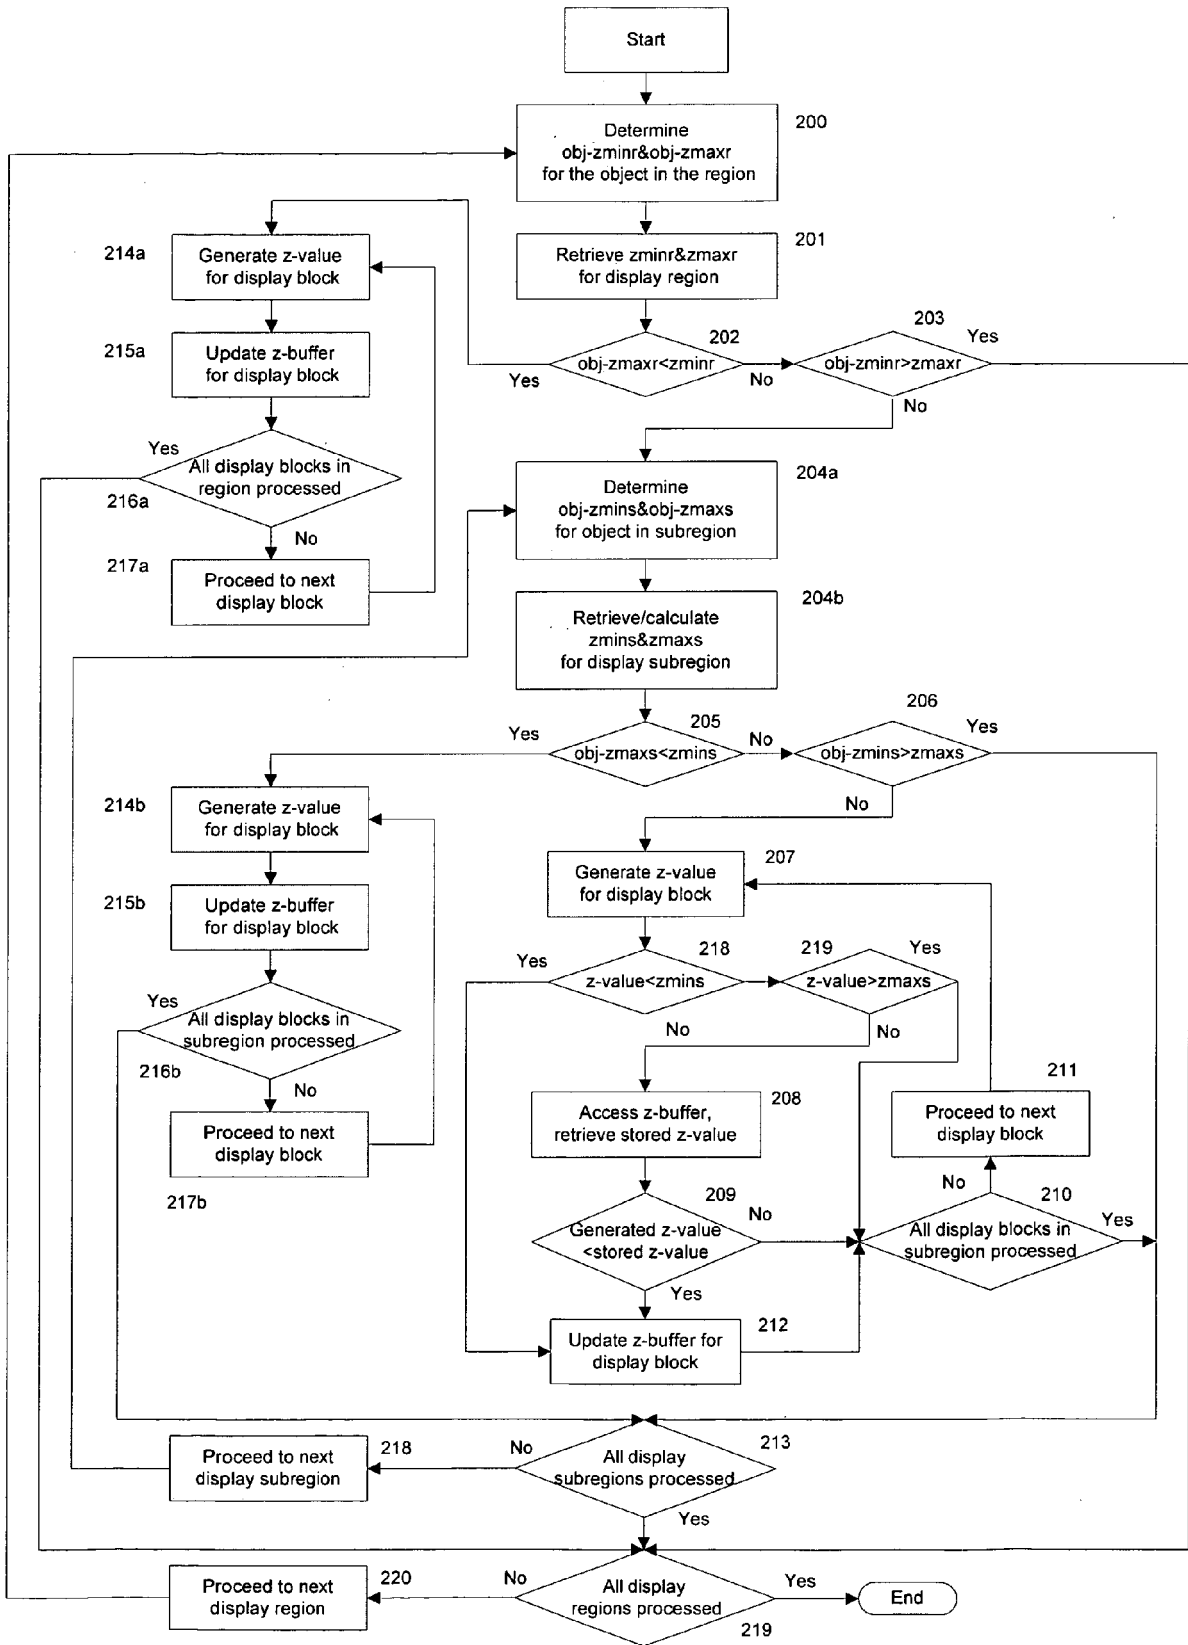 Start
200
Determine
obj-zminr&obj-zmaxr
for the object in the region
201
Retrieve zminr&zmaxr
for display region
214a
Generate z-value
for display block
215a
Update z-buffer
for display block
Yes
All display blocks in
region processed
216a
No
217a
Proceed to next
display block
202
obj-zmaxr<zminr
Yes
No
203
Yes
obj-zminr>zmaxr
No
204a
Determine
obj-zmins&obj-zmaxs
for object in subregion
204b
Retrieve/calculate
zmins&zmaxs
for display subregion
205
Yes
obj-zmaxs<zmins
No
206
Yes
obj-zmins>zmaxs
No
214b
Generate z-value
for display block
215b
Update z-buffer
for display block
Yes
All display blocks in
subregion processed
216b
No
Proceed to next
display block
217b
207
Generate z-value
for display block
218
Yes
z-value<zmins
No
219
Yes
z-value>zmaxs
No
208
Access z-buffer,
retrieve stored z-value
211
Proceed to next
display block
209
Generated z-value
<stored z-value
No
Yes
No
210
All display blocks in
subregion processed
Yes
212
Update z-buffer for
display block
213
All display
subregions processed
No
Yes
218
Proceed to next
display subregion
220
Proceed to next
display region
No
All display
regions processed
219
Yes
End